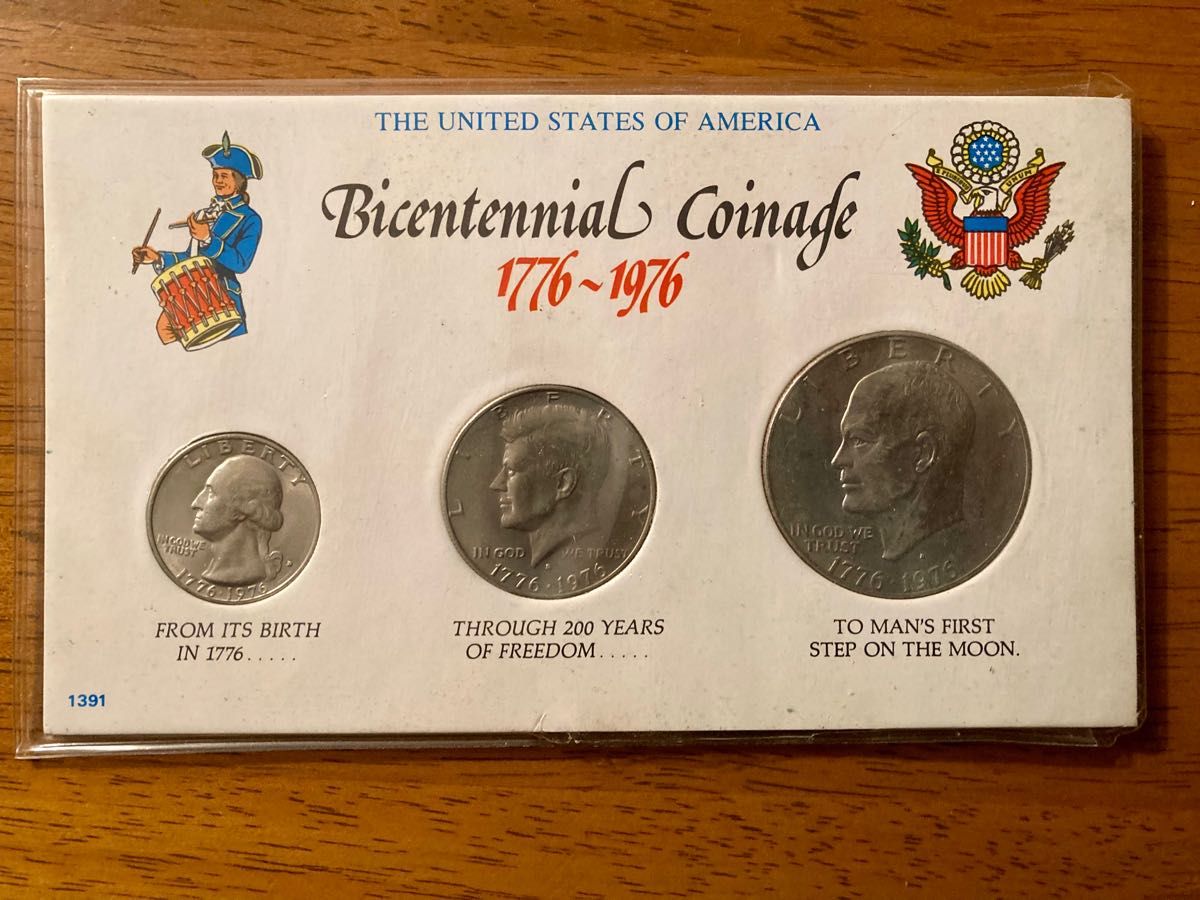 THE UNITED STATES OF AMERICA
Bicentennial Coinage
1776~1976
LIBERTY
IN GOD WE
TRUST
D
1776·1976
LIBERTY
IN GOD WE TRUST
D
1776·1976
LIBERTY
IN GOD WE
TRUST
D
1776·1976
FROM ITS BIRTH
IN 1776.....
THROUGH 200 YEARS
OF FREEDOM.....
TO MAN'S FIRST
STEP ON THE MOON.
1391